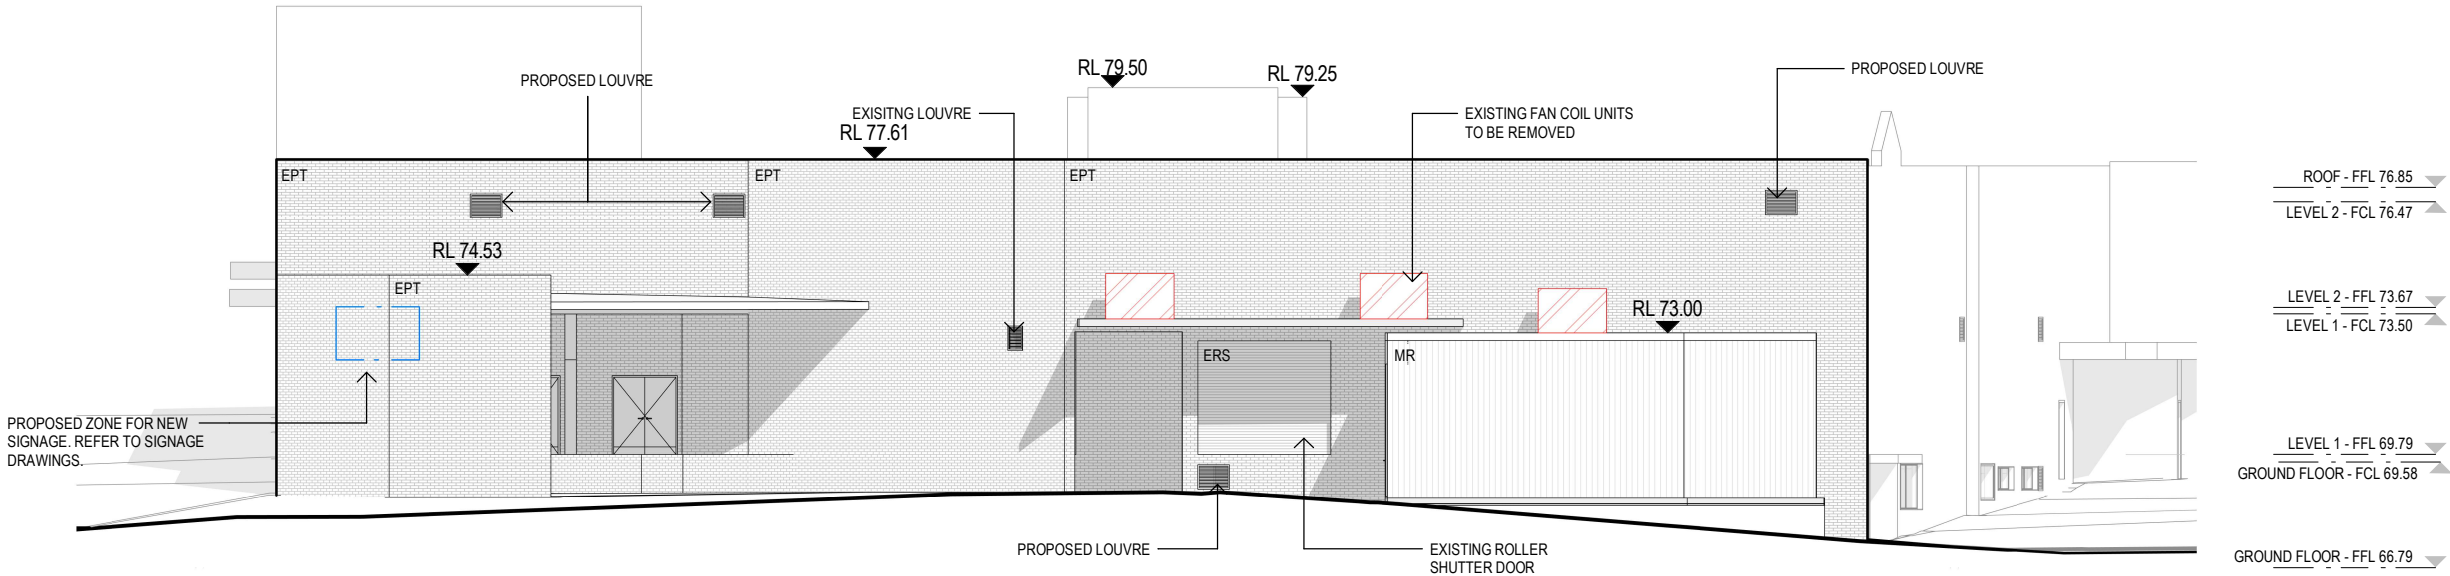 PROPOSED LOUVRE
RL 79.50
RL 79.25
PROPOSED LOUVRE
EXISITNG LOUVRE
EXISTING FAN COIL UNITS
TO BE REMOVED
RL 77.61
EPT
EPT
EPT
ROOF - FFL 76.85
LEVEL 2 - FCL 76.47
RL 74.53
EPT
RL 73.00
LEVEL 2 - FFL 73.67
LEVEL 1 - FCL 73.50
ERS
MR
PROPOSED ZONE FOR NEW
SIGNAGE. REFER TO SIGNAGE
DRAWINGS.
LEVEL 1 - FFL 69.79
GROUND FLOOR - FCL 69.58
PROPOSED LOUVRE
EXISTING ROLLER
SHUTTER DOOR
GROUND FLOOR - FFL 66.79